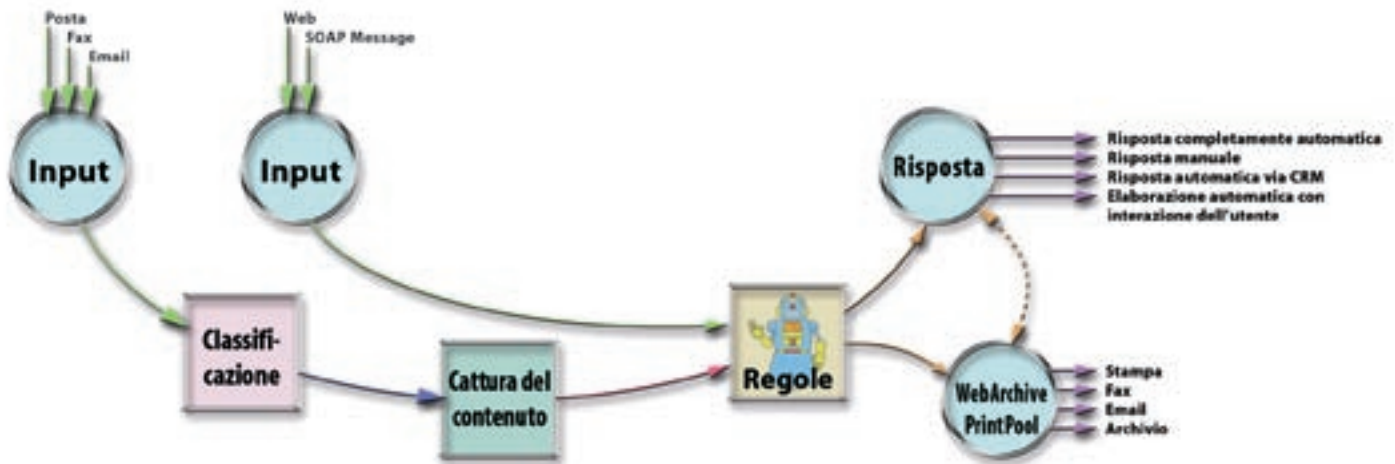 Posta
Fax
Email
Web
SOAP Message
Input
Input
Risposta
Risposta completamente automatica
Risposta manuale
Risposta automatica via CRM
Elaborazione automatica con
interazione dell'utente
Classifi-
cazione
Cattura del
contenuto
Regole
WebArchive
PrintPool
Stampa
Fax
Email
Archivio